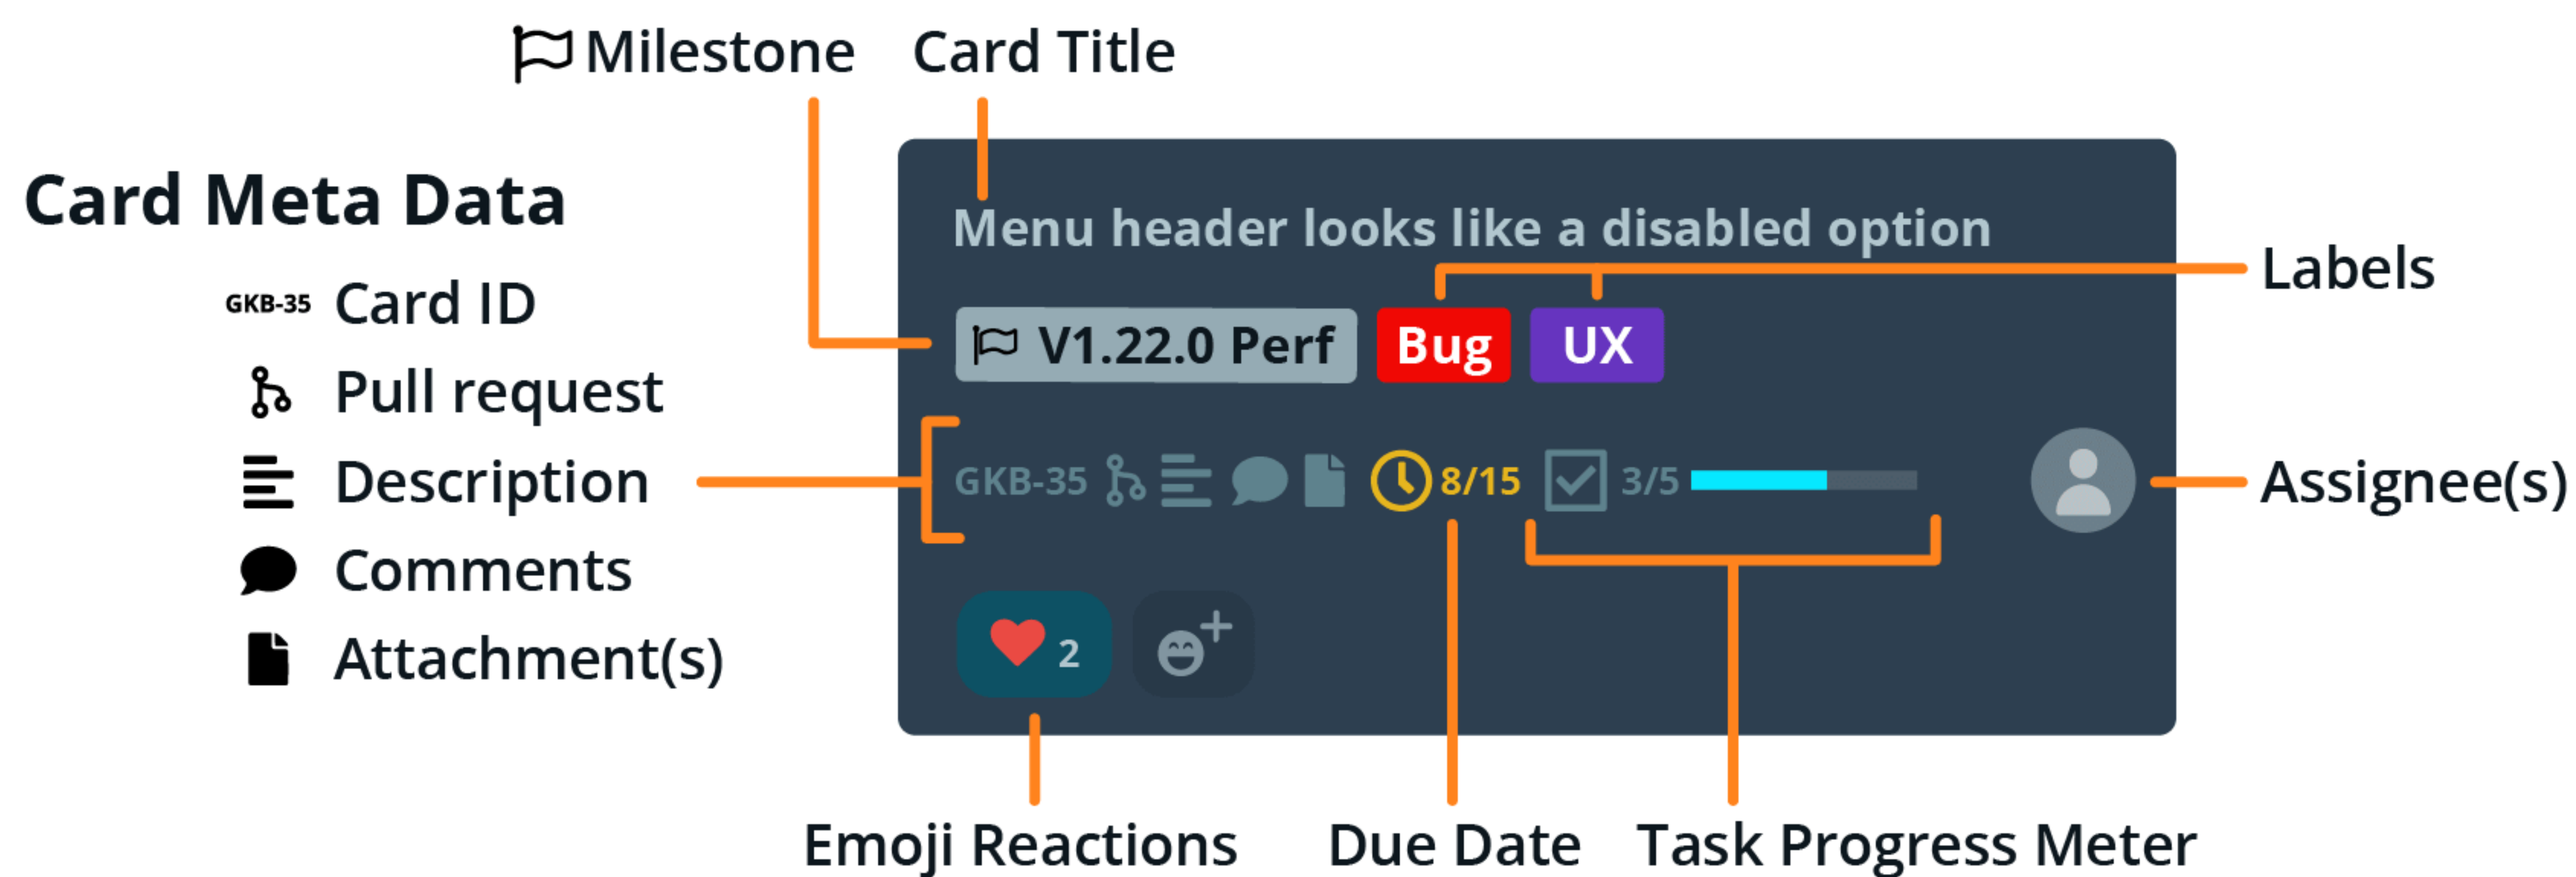 Milestone
Card Title
Card Meta Data
GKB-35 Card ID
Pull request
Description
Comments
Attachment(s)
Menu header looks like a disabled option
V1.22.0 Perf
Bug
UX
GKB-35
8/15
3/5
2
Labels
Assignee(s)
Emoji Reactions
Due Date
Task Progress Meter